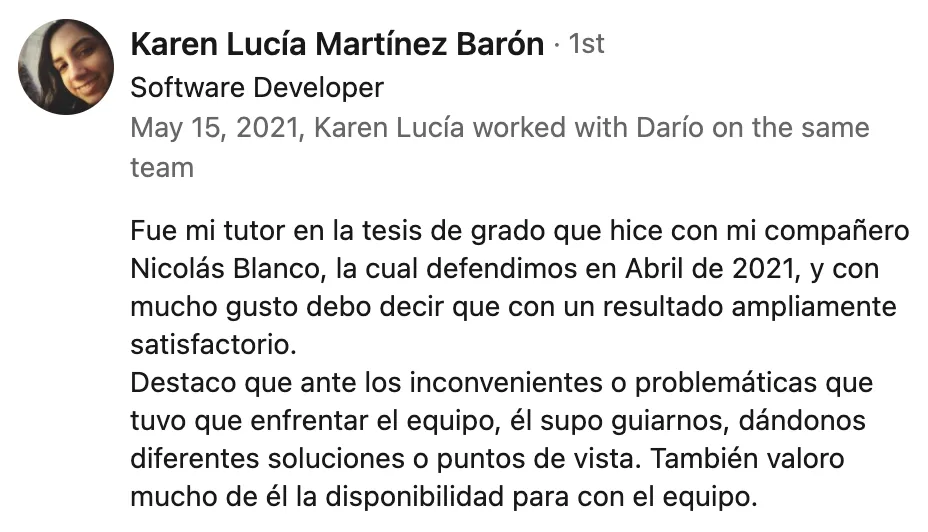 Karen Lucía Martínez Barón · 1st
Software Developer
May 15, 2021, Karen Lucía worked with Darío on the same
team
Fue mi tutor en la tesis de grado que hice con mi compañero
Nicolás Blanco, la cual defendimos en Abril de 2021, y con
mucho gusto debo decir que con un resultado ampliamente
satisfactorio.
Destaco que ante los inconvenientes o problemáticas que
tuvo que enfrentar el equipo, él supo guiarnos, dándonos
diferentes soluciones o puntos de vista. También valoro
mucho de él la disponibilidad para con el equipo.